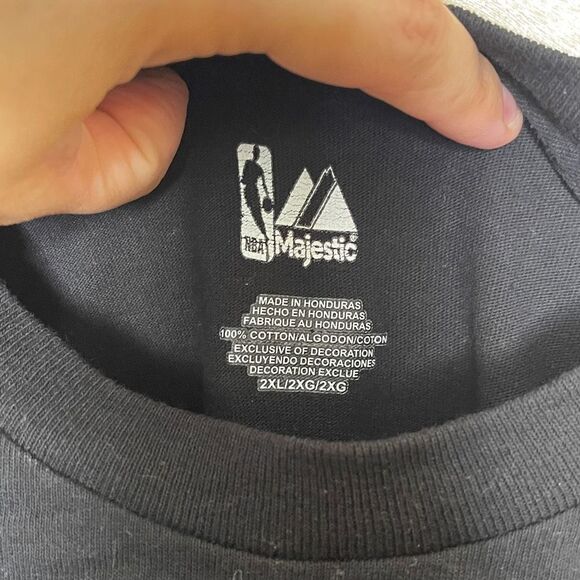 NBA
Majestic®
MADE IN HONDURAS
HECHO EN HONDURAS
FABRIQUE AU HONDURAS
100% COTTON/ALGODON/COTON
EXCLUSIVE OF DECORATION
EXCLUYENDO DECORACIONES
DECORATION EXCLUE
2XL/2XG/2XG